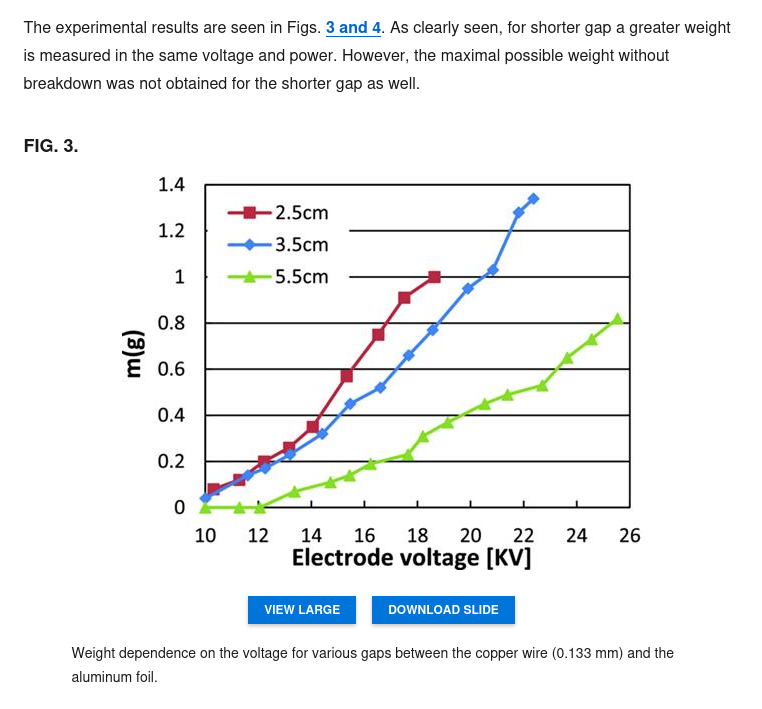 The experimental results are seen in Figs. 3 and 4. As clearly seen, for shorter gap a greater weight
is measured in the same voltage and power. However, the maximal possible weight without
breakdown was not obtained for the shorter gap as well.
FIG. 3.
1.4
1.2
1
0.8
0.6
0.4
0.2
0
m(g)
2.5cm
3.5cm
5.5cm
10 12 14 16 18 20 22 24 26
Electrode voltage [KV]
VIEW LARGE DOWNLOAD SLIDE
Weight dependence on the voltage for various gaps between the copper wire (0.133 mm) and the
aluminum foil.